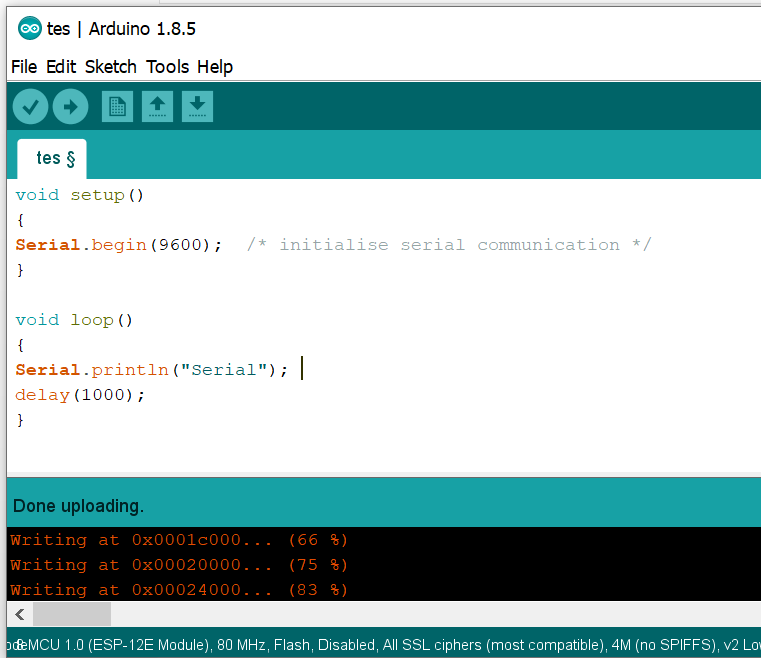 tes | Arduino 1.8.5
File Edit Sketch Tools Help
tes §
void setup()
{
Serial.begin(9600);  /* initialise serial communication */
}
void loop()
{
Serial.println("Serial");
delay(1000);
}
Done uploading.
Writing at 0x0001c000... (66 %)
Writing at 0x00020000... (75 %)
Writing at 0x00024000... (83 %)
8
odeMCU 1.0 (ESP-12E Module), 80 MHz, Flash, Disabled, All SSL ciphers (most compatible), 4M (no SPIFFS), v2 Lo